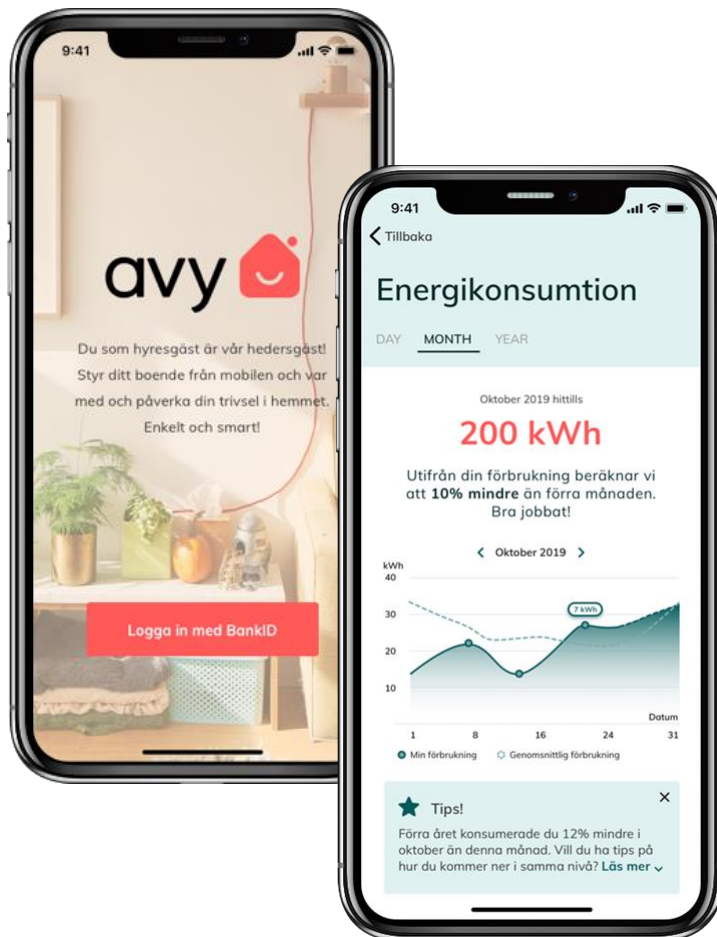 9:41
avy
Du som hyresgäst är vår hedersgäst!
Styr ditt boende från mobilen och var
med och påverka din trivsel i hemmet.
Enkelt och smart!
Logga in med BankID
9:41
Tillbaka
Energikonsumtion
DAY MONTH YEAR
Oktober 2019 hittills
200 kWh
Utifrån din förbrukning beräknar vi
att 10% mindre än förra månaden.
Bra jobbat!
Oktober 2019
kWh
40
30
7 kWh
20
10
Datum
1 8 16 24 31
Min förbrukning Genomsnittlig förbrukning
Tips!
Förra året konsumerade du 12% mindre i
oktober än denna månad. Vill du ha tips på
hur du kommer ner i samma nivå? Läs mer